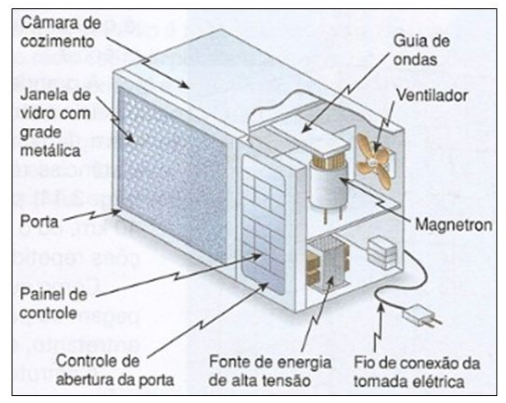 Câmara de
cozimento
Guia de
ondas
Janela de
vidro com
grade
metálica
Ventilador
Porta
Magnetron
Painel de
controle
Controle de
abertura da porta
Fonte de energia
de alta tensão
Fio de conexão da
tomada elétrica